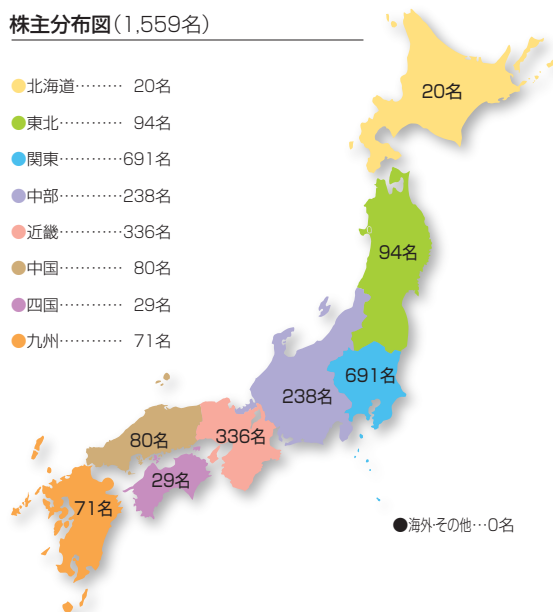 株主分布図(1,559名)
●北海道……… 20名
●東北………… 94名
●関東…………691名
●中部…………238名
●近畿…………336名
●中国………… 80名
●四国………… 29名
●九州………… 71名
20名
94名
691名
238名
336名
80名
29名
71名
●海外・その他…0名